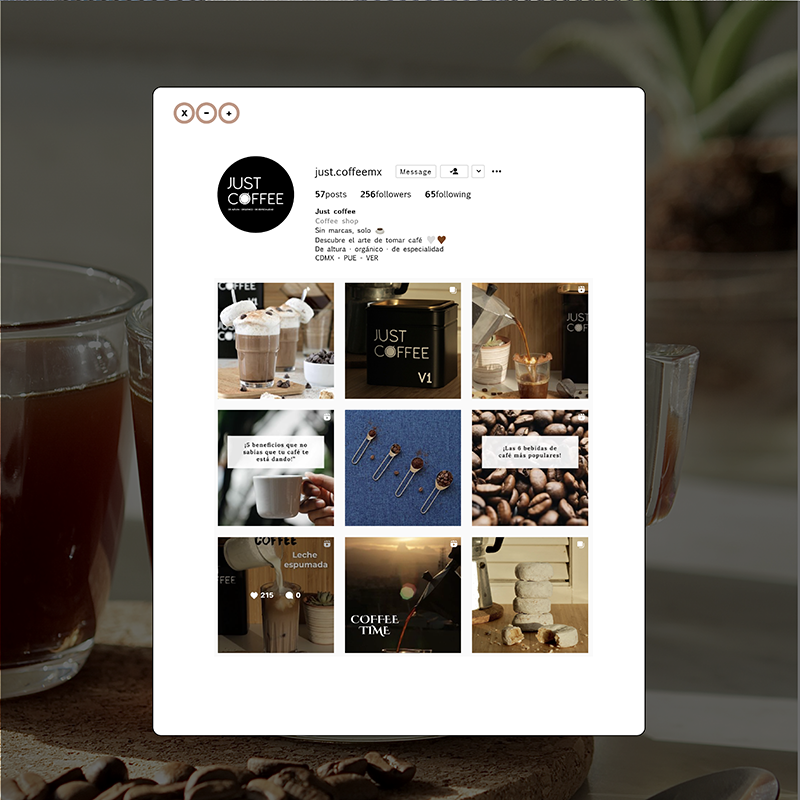 x - +
JUST
COFFEE
just.coffeemx Message
57posts 256followers 65following
Just coffee
Coffee shop
Sin marcas, solo ☕
Descubre el arte de tomar café 🤍🤎
De altura · orgánico · de especialidad
CDMX · PUE · VER
JUST
COFFEE
V1
¡5 beneficios que no
sabías que tu café te
está dando!"
¡Las 6 bebidas de
café más populares!
COFFEE
Leche
espumada
215 0
COFFEE
TIME